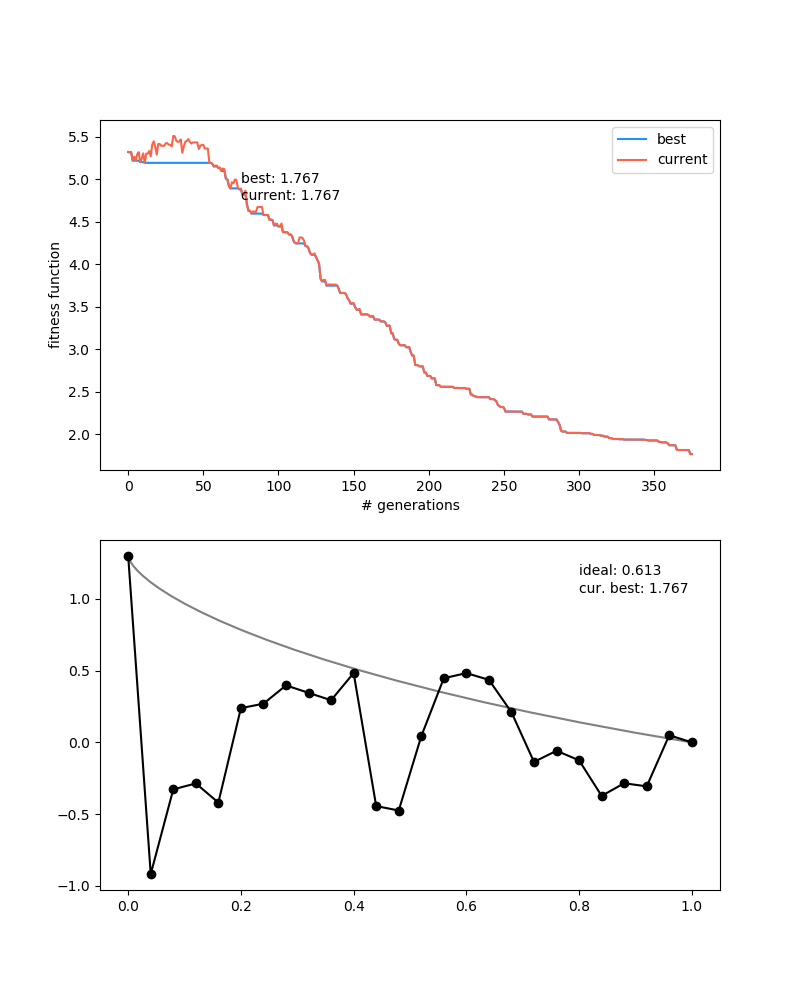 best
current
best: 1.767
current: 1.767
fitness function
5.5
5.0
4.5
4.0
3.5
3.0
2.5
2.0
0 50 100 150 200 250 300 350
# generations
ideal: 0.613
cur. best: 1.767
1.0
0.5
0.0
−0.5
−1.0
0.0 0.2 0.4 0.6 0.8 1.0